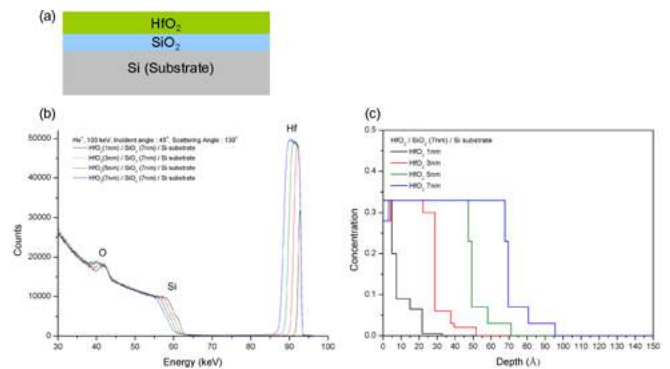 (a)
HfO₂
SiO₂
Si (Substrate)
(b)
He⁺, 100 keV, Incident angle : 45°, Scattering Angle : 130°
HfO₂(1nm) / SiO₂ (7nm) / Si substrate
HfO₂(3nm) / SiO₂ (7nm) / Si substrate
HfO₂(5nm) / SiO₂ (7nm) / Si substrate
HfO₂(7nm) / SiO₂ (7nm) / Si substrate
Hf
O
Si
50000
40000
30000
20000
10000
0
Counts
30 40 50 60 70 80 90 100
Energy (keV)
(c)
HfO₂ / SiO₂ (7nm) / Si substrate
HfO₂ 1nm
HfO₂ 3nm
HfO₂ 5nm
HfO₂ 7nm
0.5
0.4
0.3
0.2
0.1
0.0
Concentration
0 10 20 30 40 50 60 70 80 90 100 110 120 130 140 150
Depth (Å)